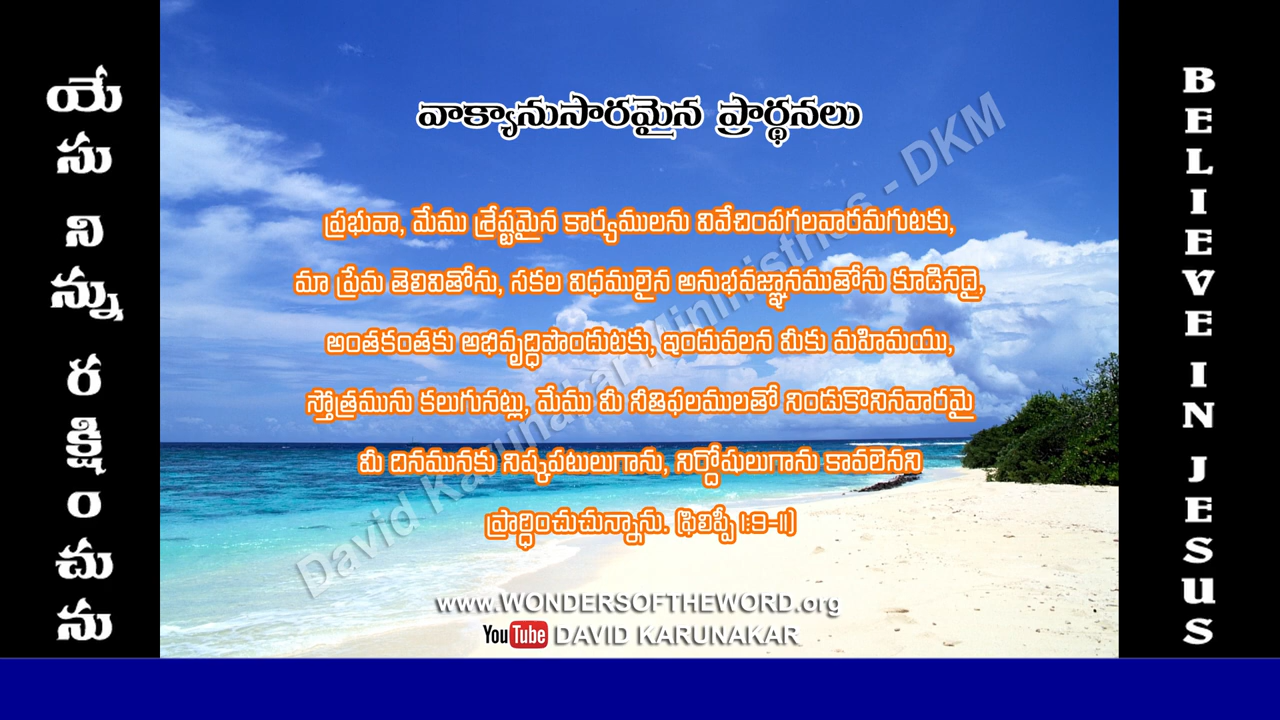 వాక్యానుసారమైన ప్రార్థనలు
ప్రభువా, మేము శ్రేష్టమైన కార్యములను వివేచింపగలవారమగుటకు,
మా ప్రేమ తెలివితోను, సకల విధములైన అనుభవజ్ఞానముతోను కూడినదై,
అంతకంతకు అభివృద్ధిపొందుటకు, ఇందువలన మీకు మహిమయు,
స్తోత్రమును కలుగునట్లు, మేము మీ నీతిఫలములతో నిండుకొనినవారమై
మీ దినమునకు నిష్కపటులుగాను, నిర్దోషులుగాను కావలెనని
ప్రార్ధించుచున్నాను. (ఫిలిప్పీ 1:9-11)
www.WONDERSOFTHEWORD.org
YouTube DAVID KARUNAKAR
యేసు నిన్ను రక్షించును
BELIEVE IN JESUS
David Karunakar Ministries - DKM